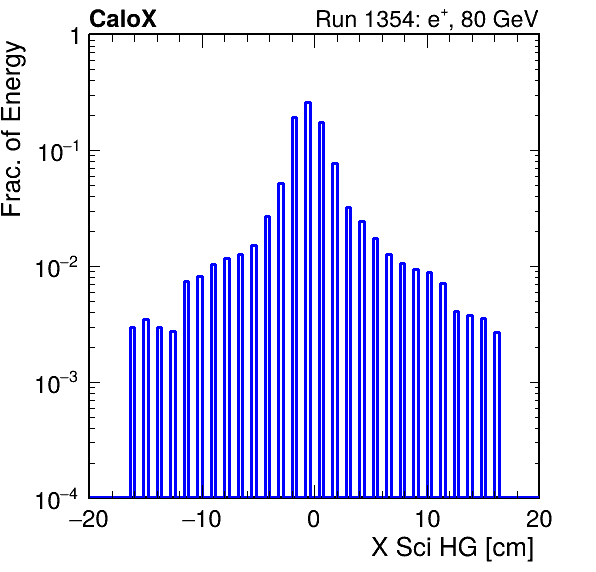 CaloX Run 1354: e⁺, 80 GeV
Frac. of Energy
1
10⁻¹
10⁻²
10⁻³
10⁻⁴
−20 −10 0 10 20
X Sci HG [cm]